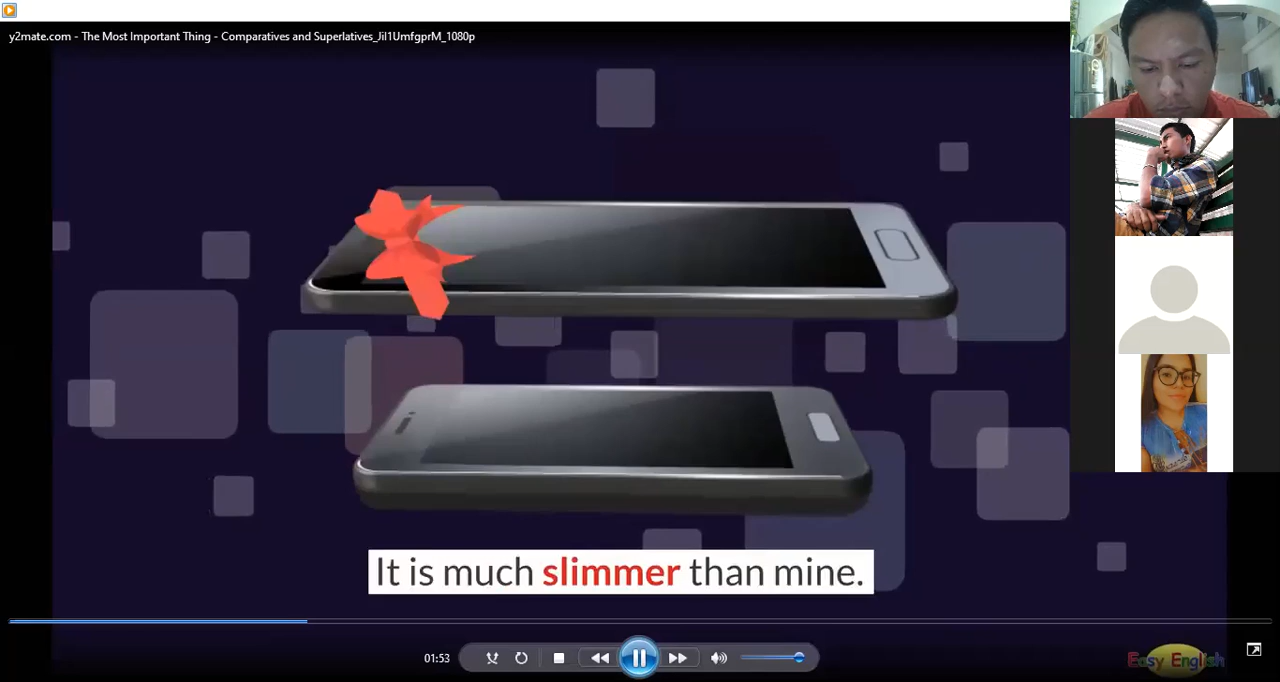 y2mate.com - The Most Important Thing - Comparatives and Superlatives_Jil1UmfgprM_1080p
It is much slimmer than mine.
01:53
Easy English